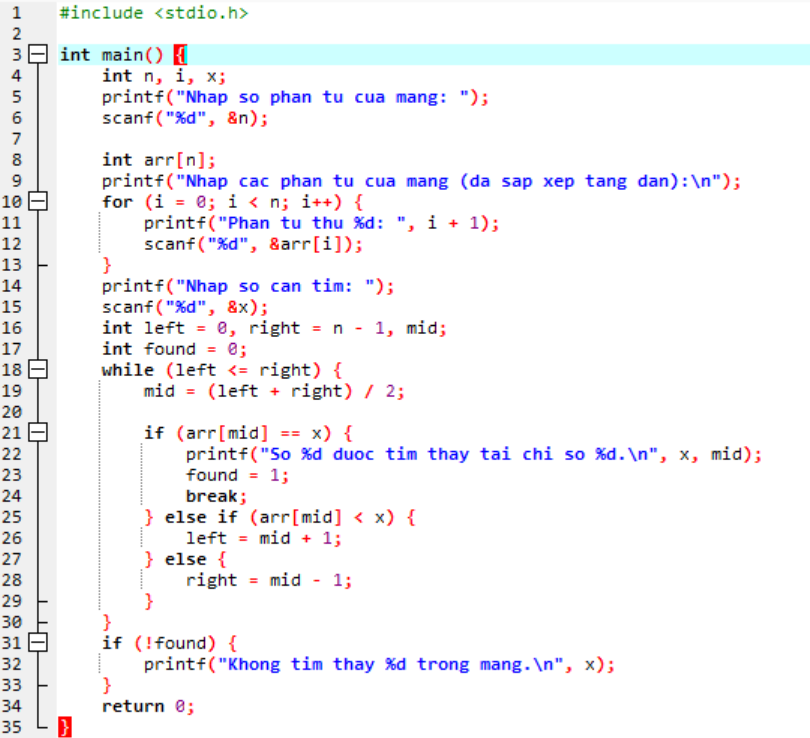 1 #include <stdio.h>
2
3 int main() {
4     int n, i, x;
5     printf("Nhap so phan tu cua mang: ");
6     scanf("%d", &n);
7
8     int arr[n];
9     printf("Nhap cac phan tu cua mang (da sap xep tang dan):\n");
10     for (i = 0; i < n; i++) {
11         printf("Phan tu thu %d: ", i + 1);
12         scanf("%d", &arr[i]);
13     }
14     printf("Nhap so can tim: ");
15     scanf("%d", &x);
16     int left = 0, right = n - 1, mid;
17     int found = 0;
18     while (left <= right) {
19         mid = (left + right) / 2;
20
21         if (arr[mid] == x) {
22             printf("So %d duoc tim thay tai chi so %d.\n", x, mid);
23             found = 1;
24             break;
25         } else if (arr[mid] < x) {
26             left = mid + 1;
27         } else {
28             right = mid - 1;
29         }
30     }
31     if (!found) {
32         printf("Khong tim thay %d trong mang.\n", x);
33     }
34     return 0;
35 }